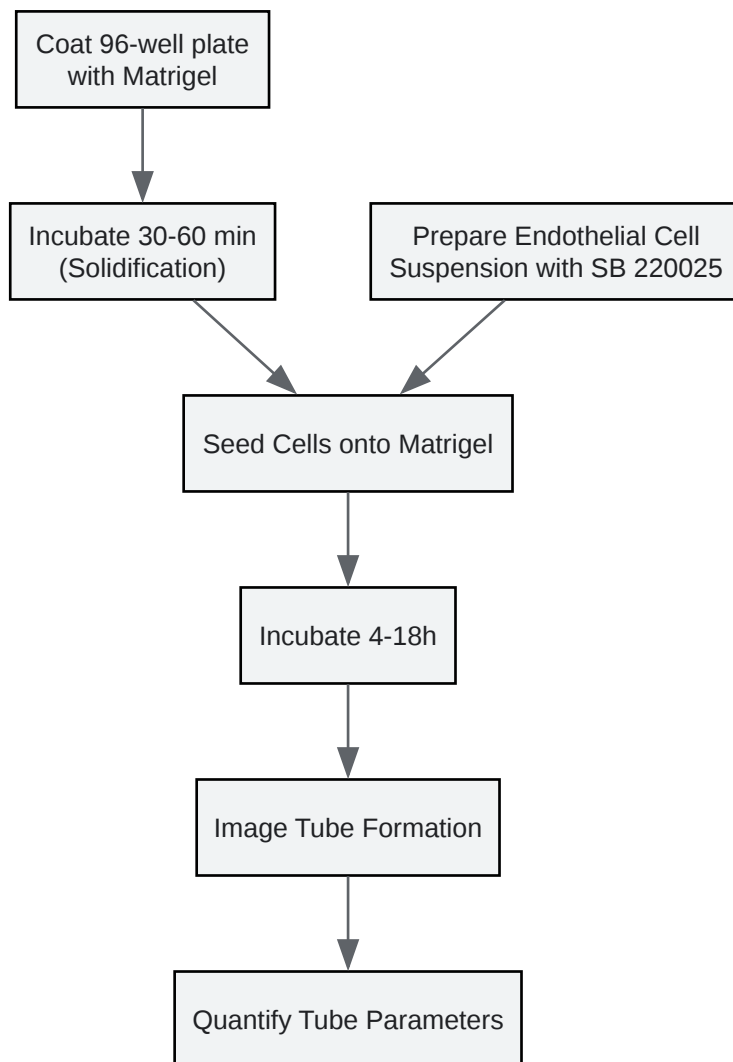 Coat 96-well plate
with Matrigel
Incubate 30-60 min
(Solidification)
Prepare Endothelial Cell
Suspension with SB 220025
Seed Cells onto Matrigel
Incubate 4-18h
Image Tube Formation
Quantify Tube Parameters